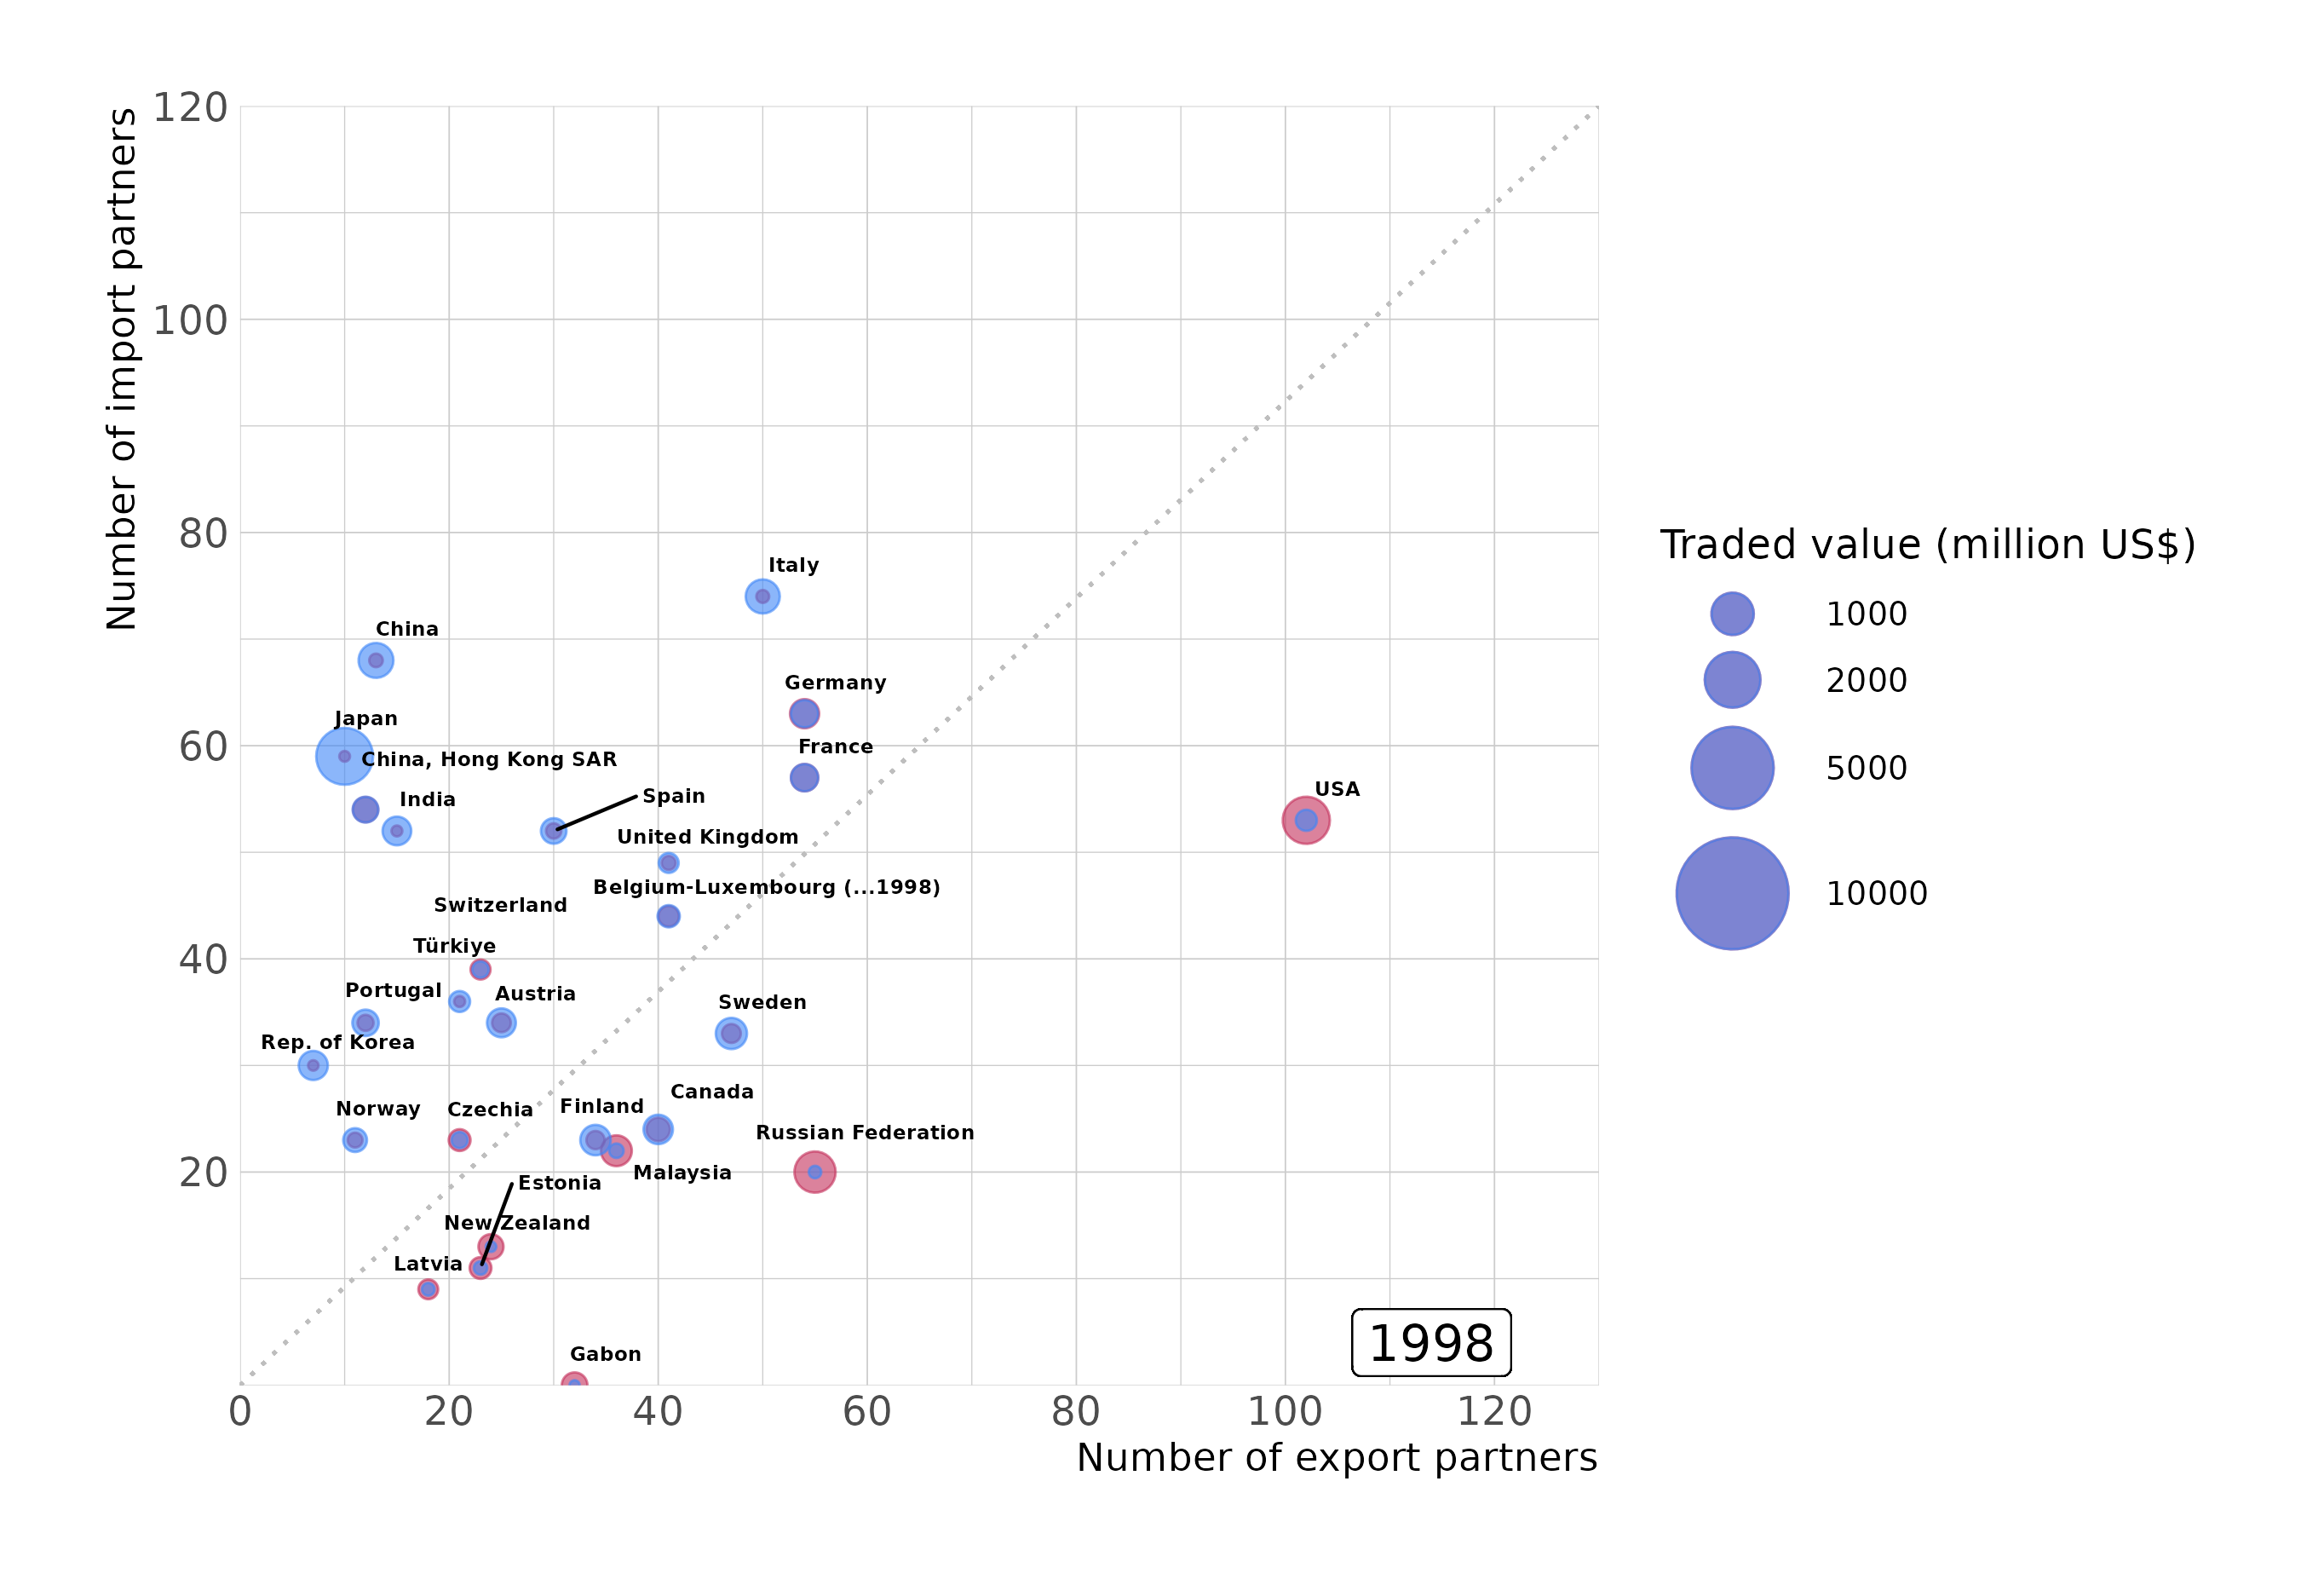 Number of import partners
120
100
80
60
40
20
Italy
China
Germany
Japan
France
China, Hong Kong SAR
USA
India
Spain
United Kingdom
Belgium-Luxembourg (...1998)
Switzerland
Türkiye
Portugal
Austria
Sweden
Rep. of Korea
Canada
Norway
Czechia
Finland
Russian Federation
Malaysia
Estonia
New Zealand
Latvia
Gabon
1998
0
20
40
60
80
100
120
Number of export partners
Traded value (million US$)
1000
2000
5000
10000